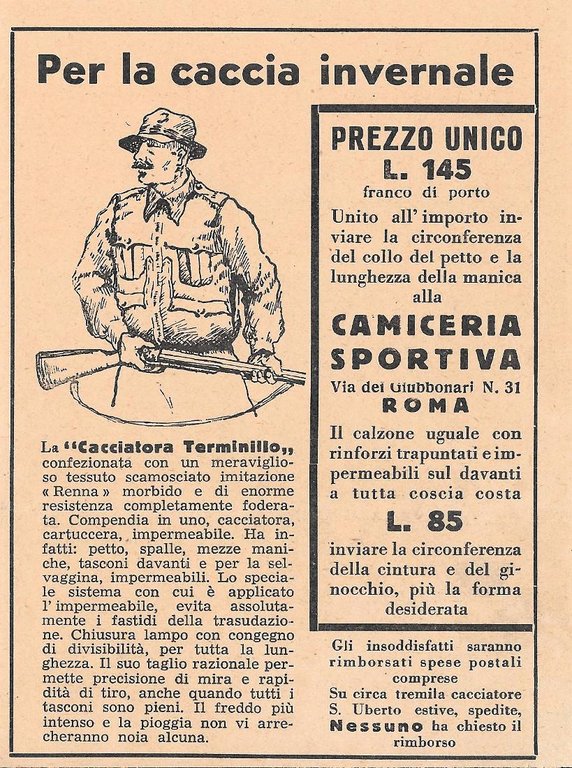 Per la caccia invernale
La "Cacciatora Terminillo„
confezionata con un meraviglio-
so tessuto scamosciato imitazione
«Renna» morbido e di enorme
resistenza completamente fodera-
ta. Compendia in uno, cacciatora,
cartuccera, impermeabile. Ha in-
fatti: petto, spalle, mezze mani-
che, tasconi davanti e per la sel-
vaggina, impermeabili. Lo specia-
le sistema con cui è applicato
l'impermeabile, evita assoluta-
mente i fastidi della trasudazio-
ne. Chiusura lampo con congegno
di divisibilità, per tutta la lun-
ghezza. Il suo taglio razionale per-
mette precisione di mira e rapi-
dità di tiro, anche quando tutti i
tasconi sono pieni. Il freddo più
intenso e la pioggia non vi arre-
cheranno noia alcuna.
PREZZO UNICO
L. 145
franco di porto
Unito all'importo in-
viare la circonferenza
del collo del petto e la
lunghezza della manica
alla
CAMICERIA
SPORTIVA
Via dei Giubbonari N. 31
ROMA
Il calzone uguale con
rinforzi trapuntati e im-
permeabili sul davanti
a tutta coscia costa
L. 85
inviare la circonferenza
della cintura e del gi-
nocchio, più la forma
desiderata
Gli insoddisfatti saranno
rimborsati spese postali
comprese
Su circa tremila cacciatore
S. Uberto estive, spedite,
Nessuno ha chiesto il
rimborso